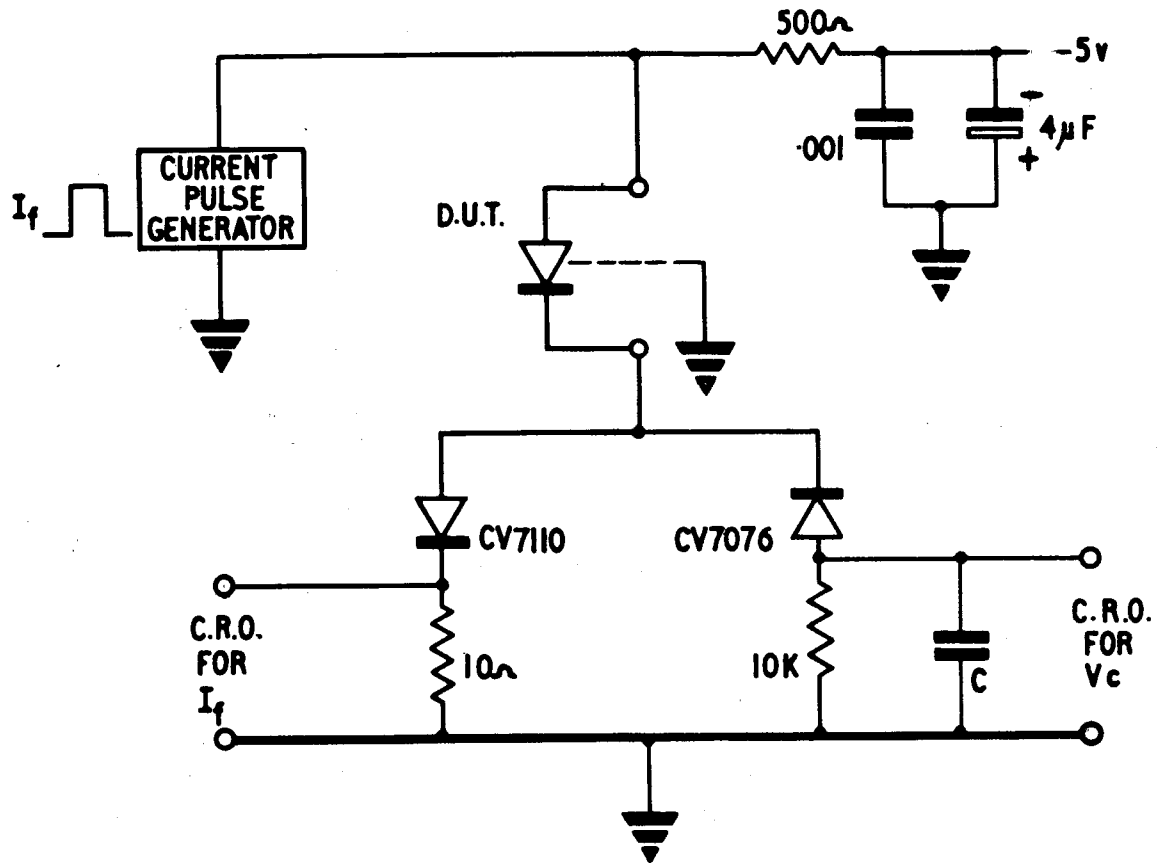 500Ω
-5v
CURRENT
PULSE
GENERATOR
I_f
.001
-
4μF
+
D.U.T.
CV7110
CV7076
C.R.O.
FOR
I_f
10Ω
10K
C
C.R.O.
FOR
Vc